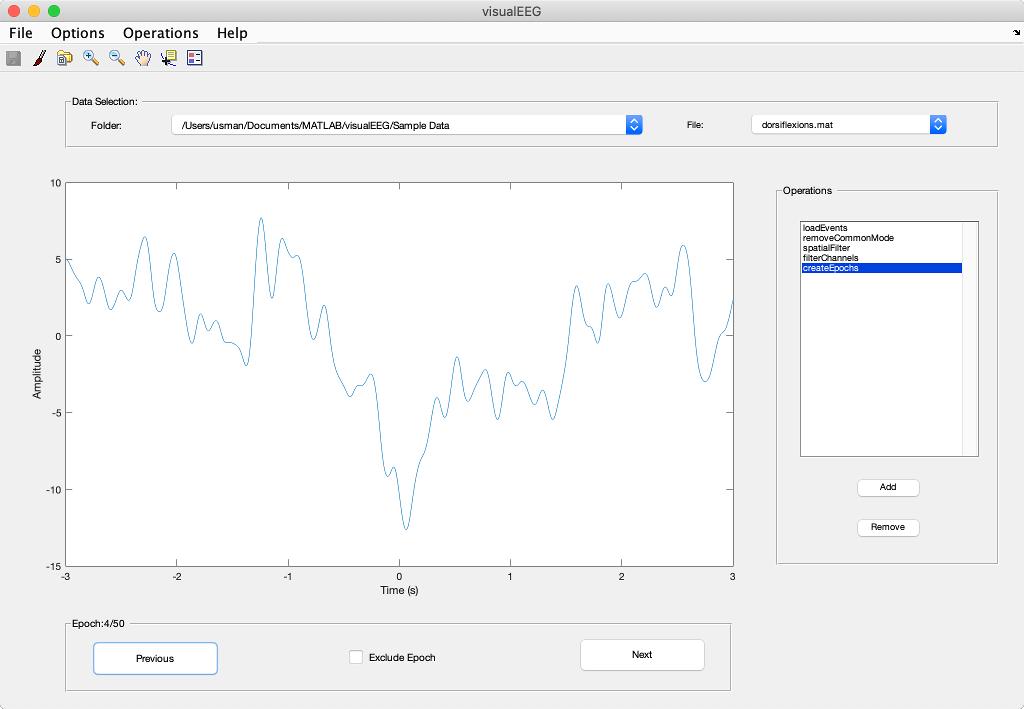 visualEEG
File Options Operations Help
Data Selection:
Folder: /Users/usman/Documents/MATLAB/visualEEG/Sample Data File: dorsiflexions.mat
10
5
0
-5
-10
-15
Amplitude
-3 -2 -1 0 1 2 3
Time (s)
Operations
loadEvents
removeCommonMode
spatialFilter
filterChannels
createEpochs
Add
Remove
Epoch:4/50
Previous Exclude Epoch Next